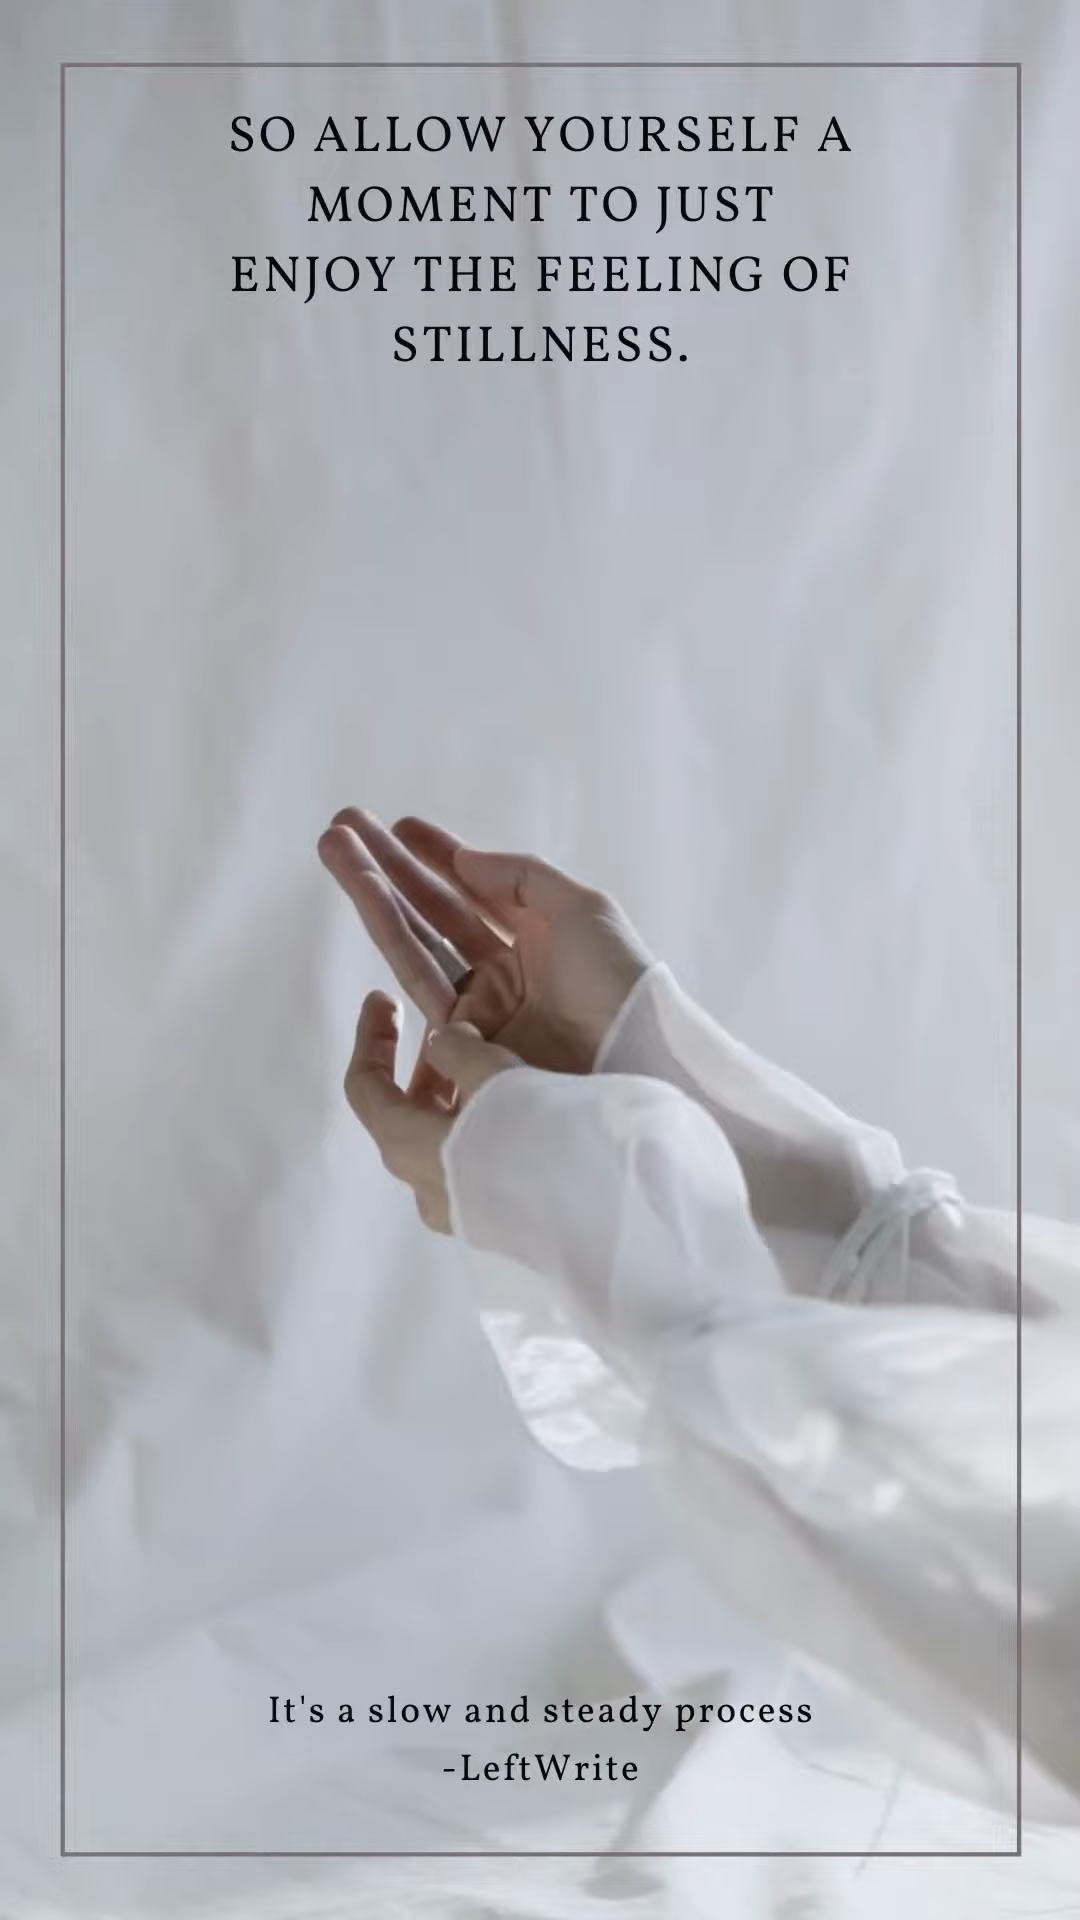 SO ALLOW YOURSELF A
MOMENT TO JUST
ENJOY THE FEELING OF
STILLNESS.
It's a slow and steady process
-LeftWrite